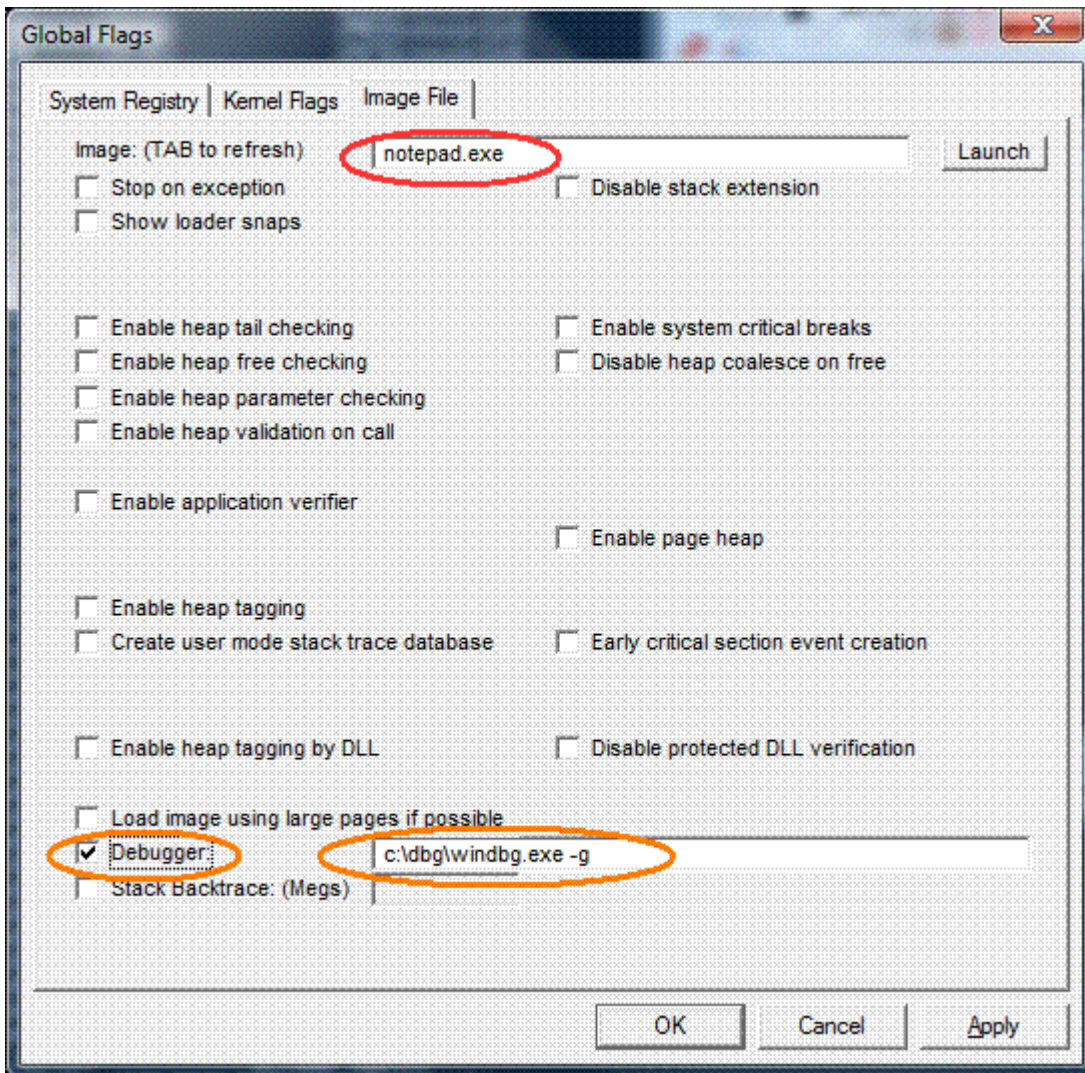 Global Flags
System Registry Kernel Flags Image File
Image: (TAB to refresh) notepad.exe Launch
Stop on exception Disable stack extension
Show loader snaps
Enable heap tail checking Enable system critical breaks
Enable heap free checking Disable heap coalesce on free
Enable heap parameter checking
Enable heap validation on call
Enable application verifier
Enable page heap
Enable heap tagging
Create user mode stack trace database Early critical section event creation
Enable heap tagging by DLL Disable protected DLL verification
Load image using large pages if possible
Debugger: c:\dbg\windbg.exe -g
Stack Backtrace: (Megs)
OK Cancel Apply